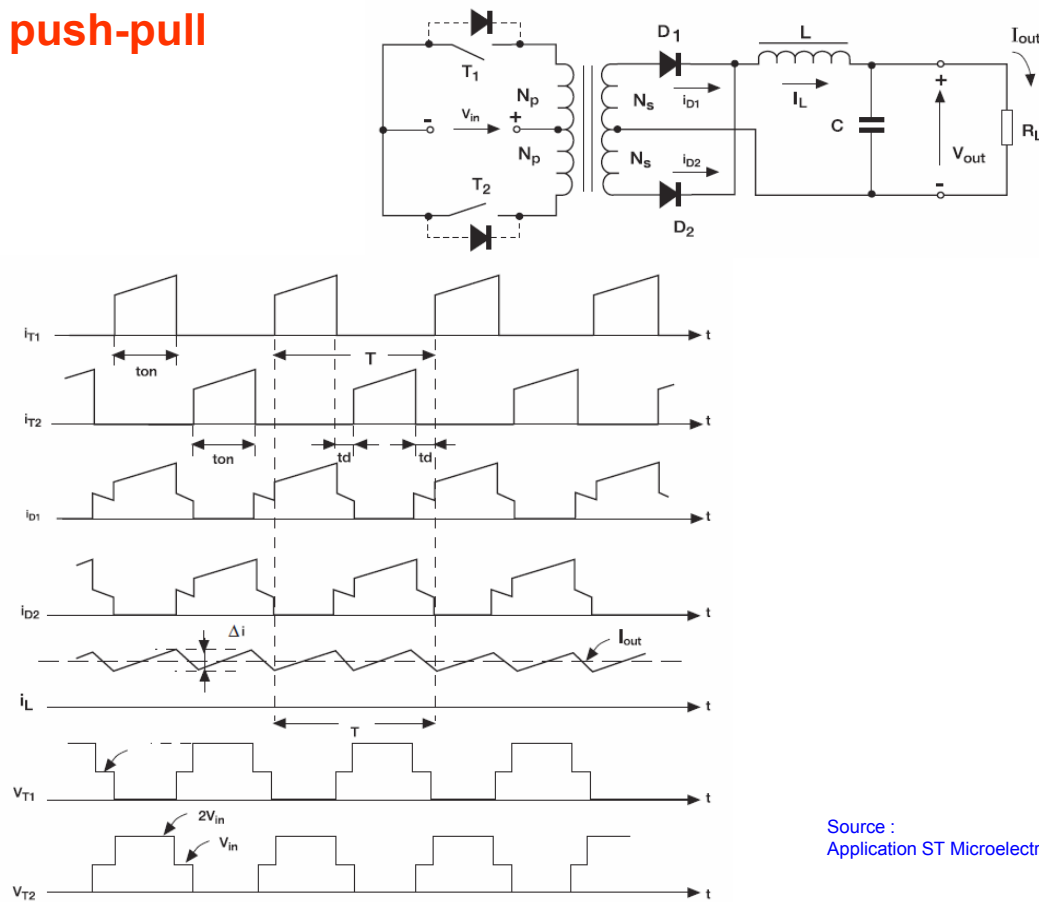 push-pull
D1
L
Iout
T1
Np
Ns
iD1
IL
-
Vin
+
+
C
RL
Np
Ns
iD2
Vout
T2
-
D2
iT1
t
ton
T
iT2
t
ton
td
td
iD1
t
iD2
t
Δi
Iout
iL
t
T
VT1
t
2Vin
Vin
VT2
t
Source :
Application ST Microelectr